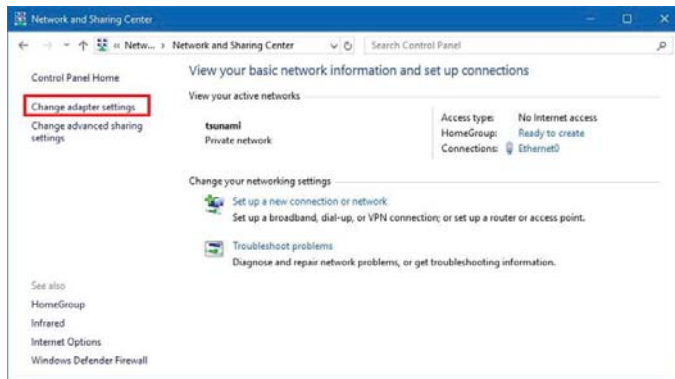 Network and Sharing Center
« Netw... › Network and Sharing Center
Search Control Panel
Control Panel Home
Change adapter settings
Change advanced sharing
settings
View your basic network information and set up connections
View your active networks
tsunami
Private network
Access type: No Internet access
HomeGroup: Ready to create
Connections: Ethernet0
Change your networking settings
Set up a new connection or network
Set up a broadband, dial-up, or VPN connection; or set up a router or access point.
Troubleshoot problems
Diagnose and repair network problems, or get troubleshooting information.
See also
HomeGroup
Infrared
Internet Options
Windows Defender Firewall